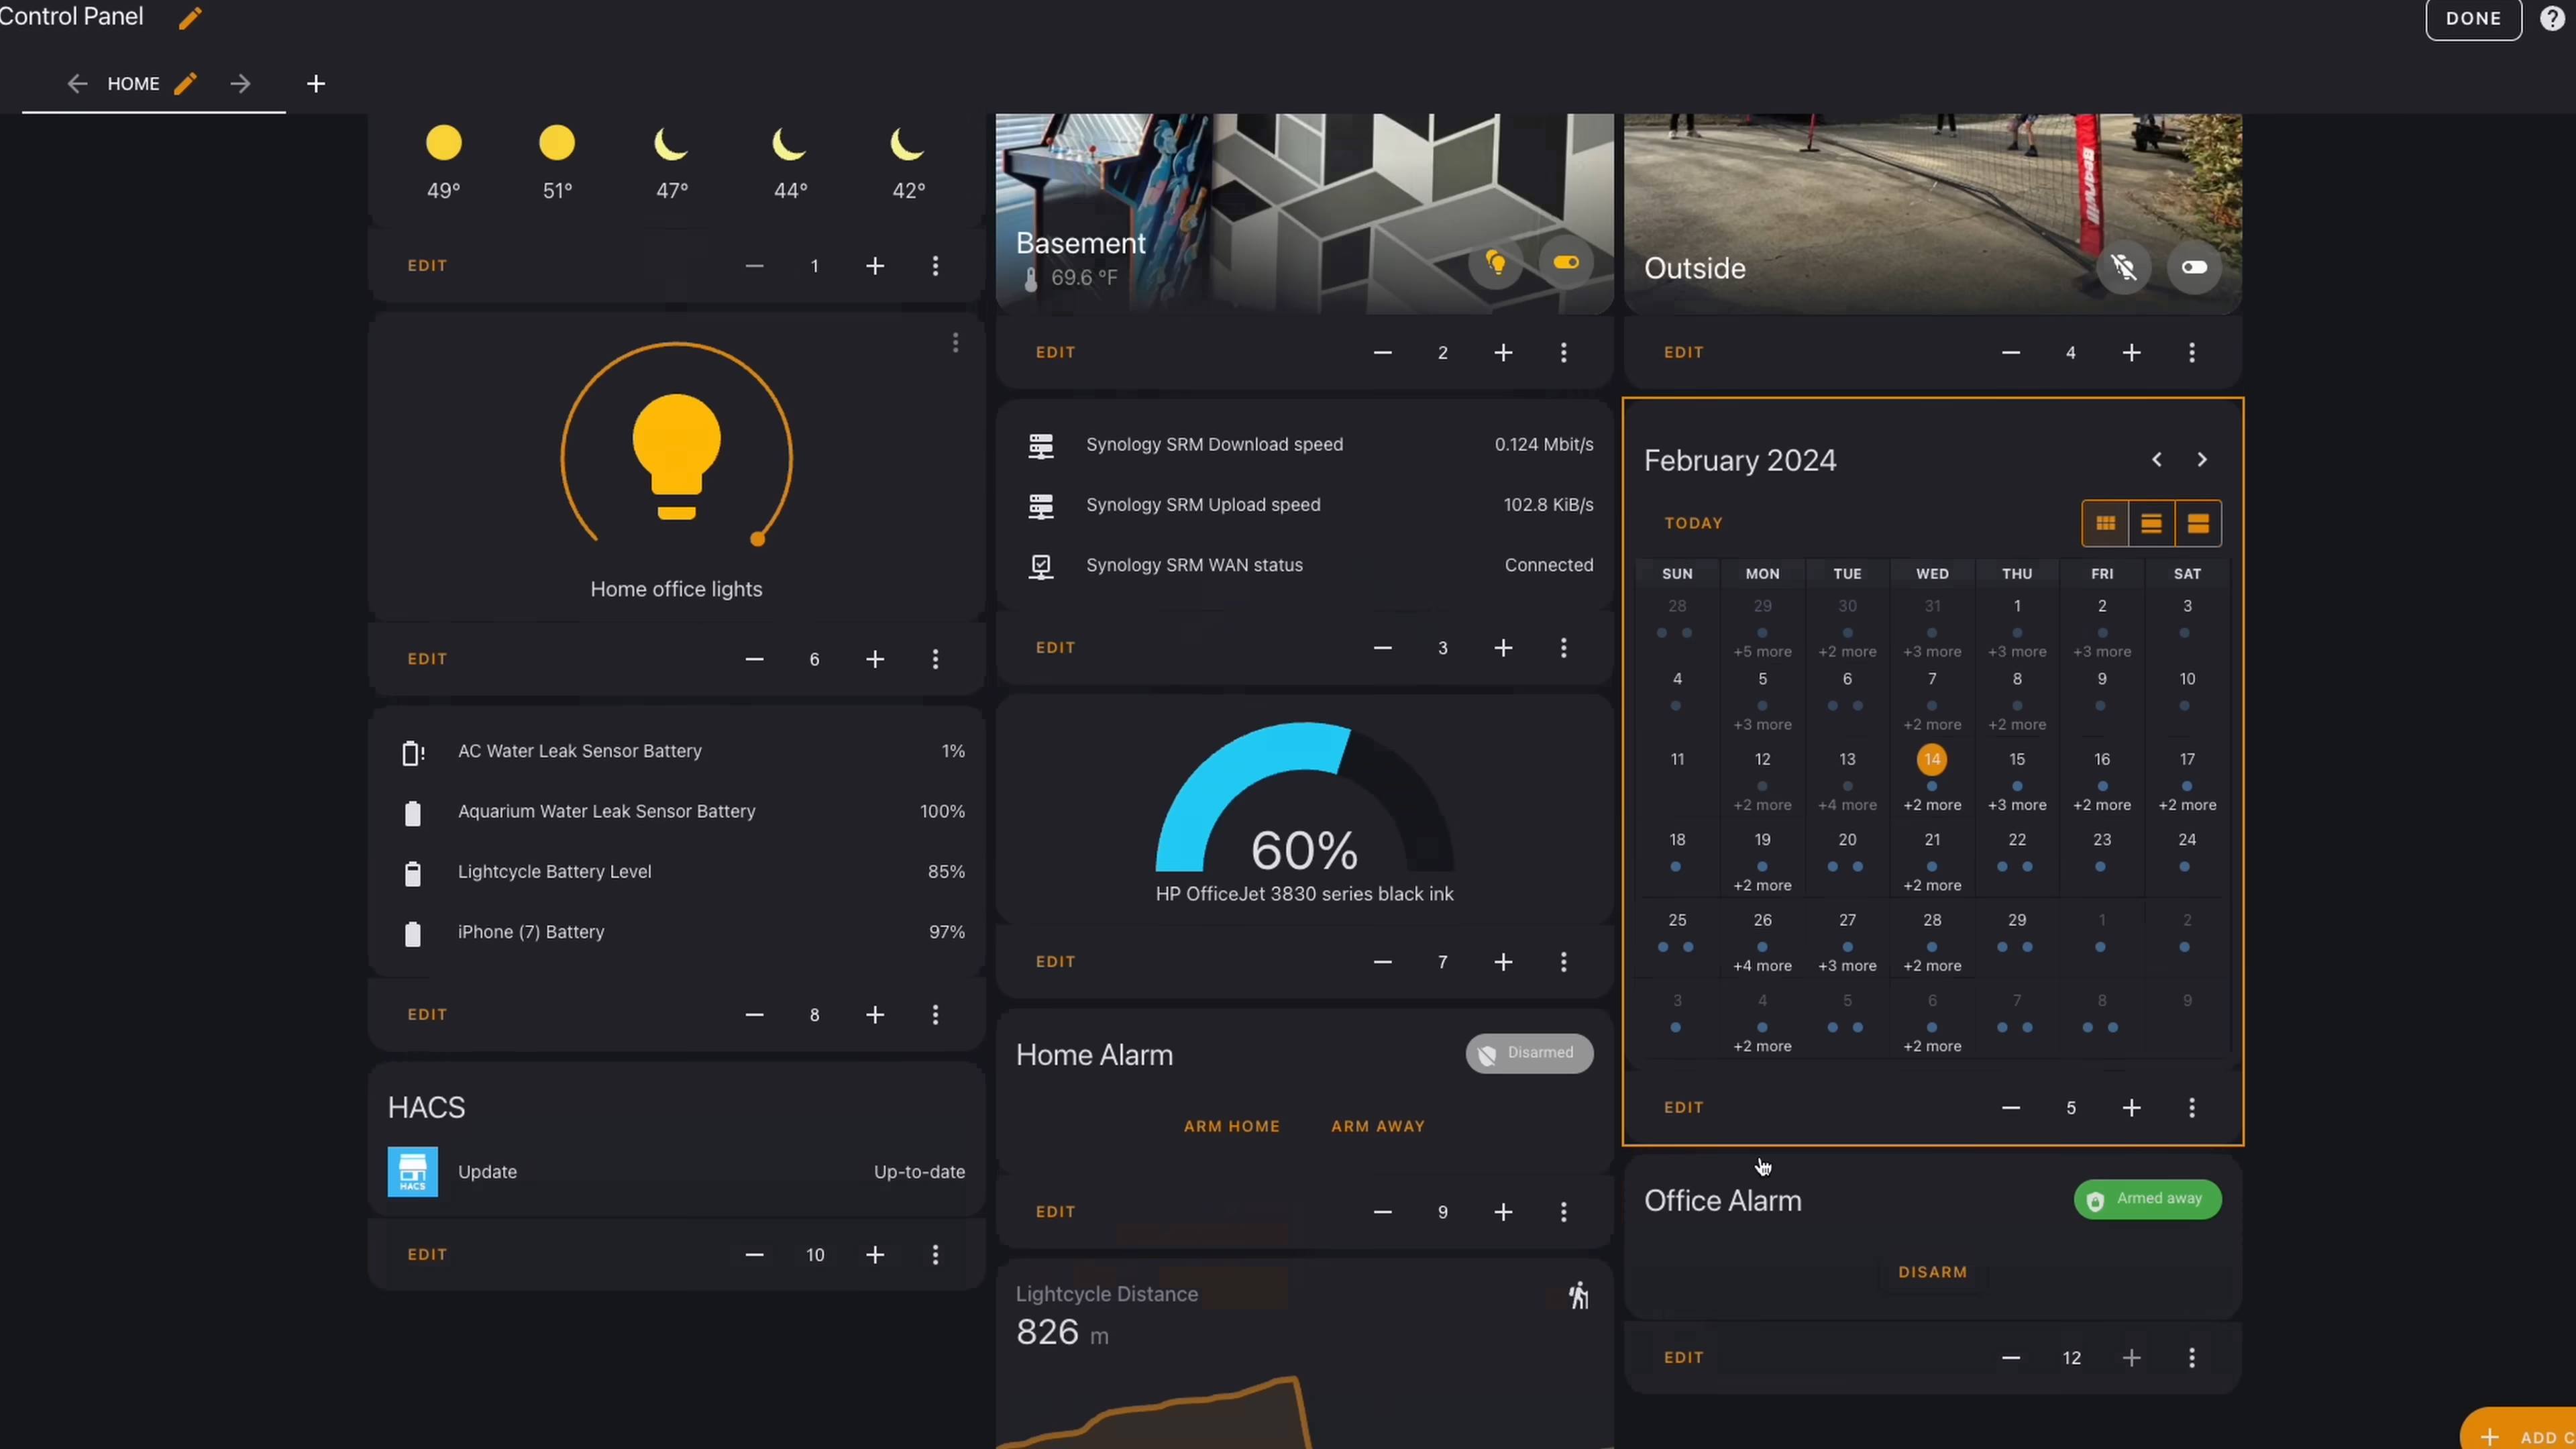 Control Panel
DONE
HOME
49° 51° 47° 44° 42°
EDIT 1
Home office lights
EDIT 6
AC Water Leak Sensor Battery 1%
Aquarium Water Leak Sensor Battery 100%
Lightcycle Battery Level 85%
iPhone (7) Battery 97%
EDIT 8
HACS
HACS
Update Up-to-date
EDIT 10
Basement
69.6 °F
EDIT 2
Synology SRM Download speed 0.124 Mbit/s
Synology SRM Upload speed 102.8 KiB/s
Synology SRM WAN status Connected
EDIT 3
60%
HP OfficeJet 3830 series black ink
EDIT 7
Home Alarm Disarmed
ARM HOME ARM AWAY
EDIT 9
Lightcycle Distance
826 m
Boarwill
Outside
EDIT 4
February 2024
TODAY
SUN MON TUE WED THU FRI SAT
28 29 30 31 1 2 3
+5 more +2 more +3 more +3 more +3 more
4 5 6 7 8 9 10
+3 more +2 more +2 more
11 12 13 14 15 16 17
+2 more +4 more +2 more +3 more +2 more +2 more
18 19 20 21 22 23 24
+2 more +2 more
25 26 27 28 29 1 2
+4 more +3 more +2 more
3 4 5 6 7 8 9
+2 more +2 more
EDIT 5
Office Alarm Armed away
DISARM
EDIT 12
ADD C